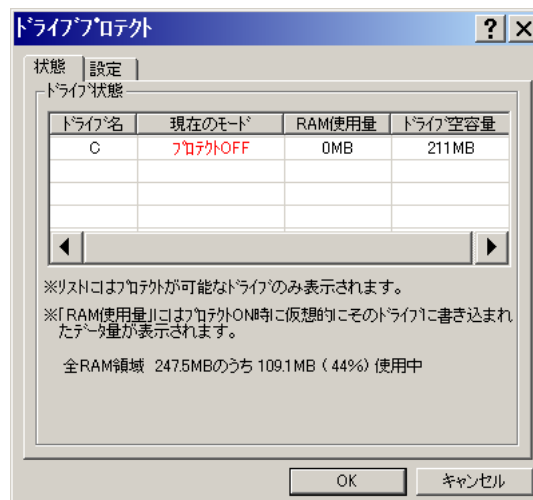 ドライブプロテクト
状態 設定
ドライブ状態
ドライブ名 現在のモード RAM使用量 ドライブ空容量
C プロテクトOFF 0MB 211MB
※リストにはプロテクトが可能なドライブのみ表示されます。
※「RAM使用量」にはプロテクトON時に仮想的にそのドライブに書き込まれ
たデータ量が表示されます。
全RAM領域 247.5MBのうち 109.1MB ( 44%) 使用中
OK キャンセル